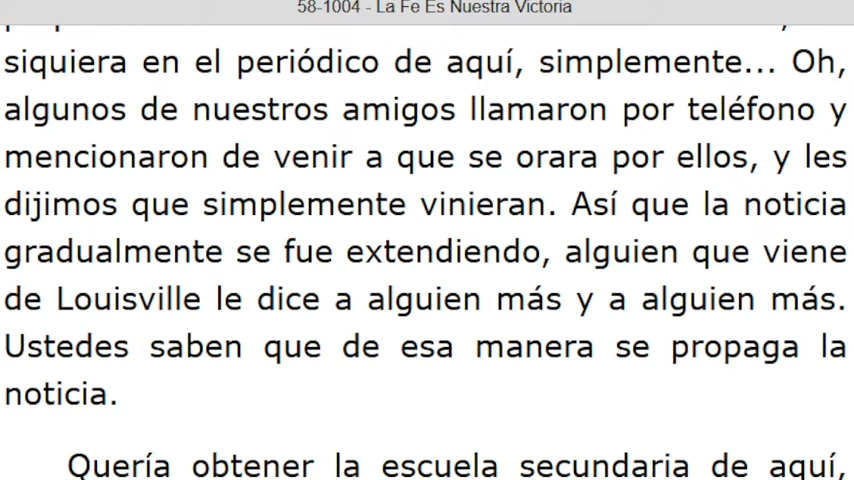 58-1004 - La Fe Es Nuestra Victoria
siquiera en el periódico de aquí, simplemente... Oh,
algunos de nuestros amigos llamaron por teléfono y
mencionaron de venir a que se orara por ellos, y les
dijimos que simplemente vinieran. Así que la noticia
gradualmente se fue extendiendo, alguien que viene
de Louisville le dice a alguien más y a alguien más.
Ustedes saben que de esa manera se propaga la
noticia.
Quería obtener la escuela secundaria de aquí,